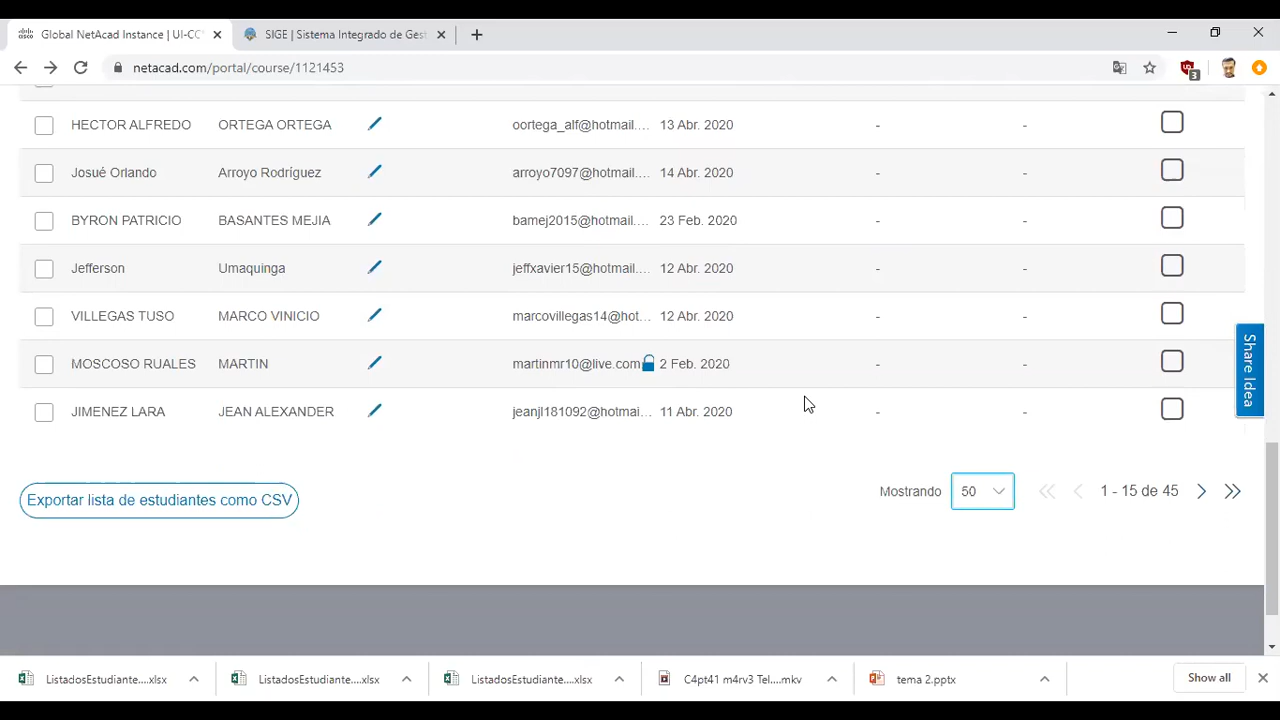 Global NetAcad Instance | UI-CC
SIGE | Sistema Integrado de Gest
netacad.com/portal/course/1121453
3
HECTOR ALFREDO ORTEGA ORTEGA oortega_alf@hotmail.... 13 Abr. 2020 - -
Josué Orlando Arroyo Rodríguez arroyo7097@hotmail.... 14 Abr. 2020 - -
BYRON PATRICIO BASANTES MEJIA bamej2015@hotmail.... 23 Feb. 2020 - -
Jefferson Umaquinga jeffxavier15@hotmail.... 12 Abr. 2020 - -
VILLEGAS TUSO MARCO VINICIO marcovillegas14@hot... 12 Abr. 2020 - -
MOSCOSO RUALES MARTIN martinmr10@live.com 2 Feb. 2020 - -
JIMENEZ LARA JEAN ALEXANDER jeanjl181092@hotmai... 11 Abr. 2020 - -
Share Idea
Exportar lista de estudiantes como CSV
Mostrando 50 1 - 15 de 45
ListadosEstudiante....xlsx
ListadosEstudiante....xlsx
ListadosEstudiante....xlsx
C4pt41 m4rv3 Tel....mkv
tema 2.pptx
Show all